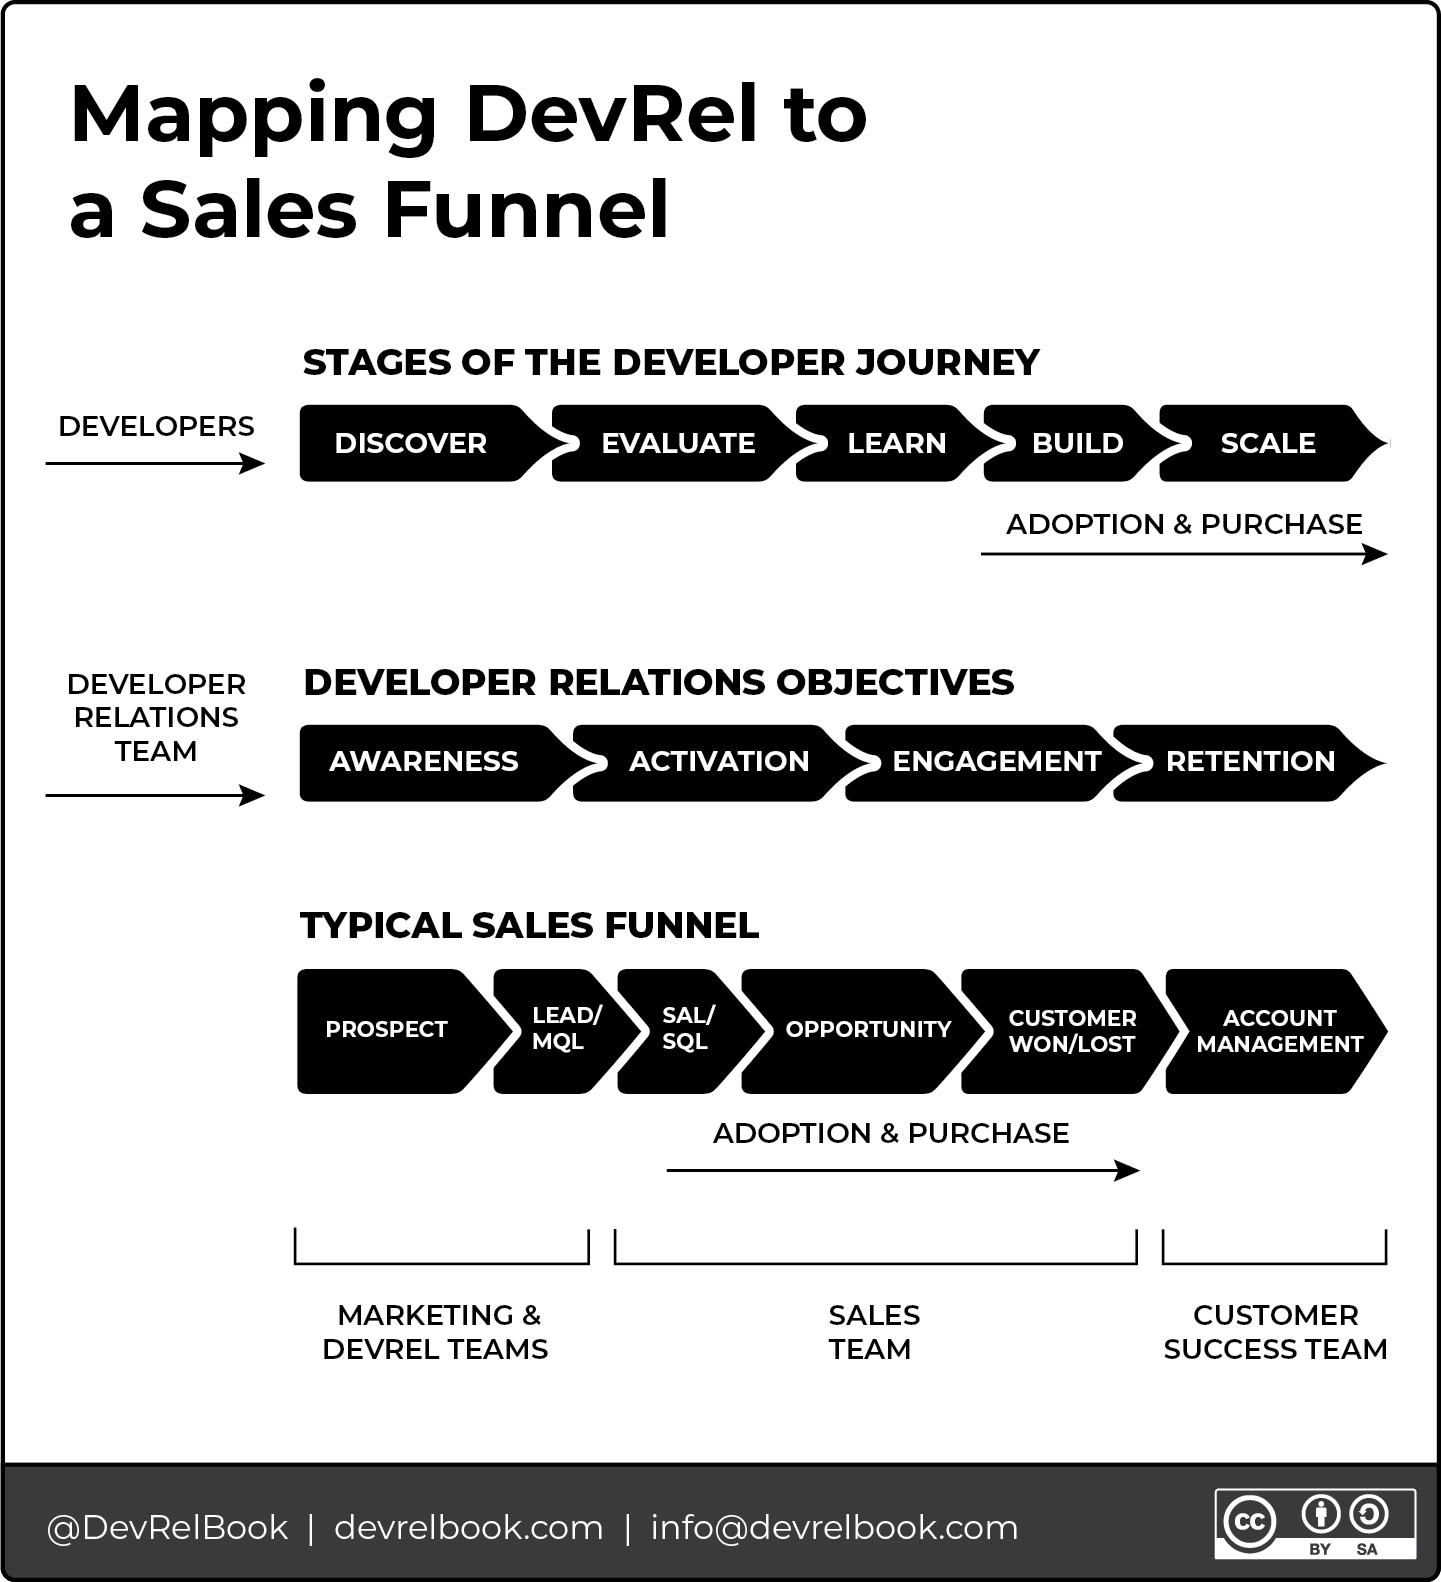 Mapping DevRel to
a Sales Funnel
STAGES OF THE DEVELOPER JOURNEY
DEVELOPERS
DISCOVER
EVALUATE
LEARN
BUILD
SCALE
ADOPTION & PURCHASE
DEVELOPER
RELATIONS
TEAM
DEVELOPER RELATIONS OBJECTIVES
AWARENESS
ACTIVATION
ENGAGEMENT
RETENTION
TYPICAL SALES FUNNEL
PROSPECT
LEAD/
MQL
SAL/
SQL
OPPORTUNITY
CUSTOMER
WON/LOST
ACCOUNT
MANAGEMENT
ADOPTION & PURCHASE
MARKETING &
DEVREL TEAMS
SALES
TEAM
CUSTOMER
SUCCESS TEAM
@DevRelBook | devrelbook.com | info@devrelbook.com
CC
BY SA